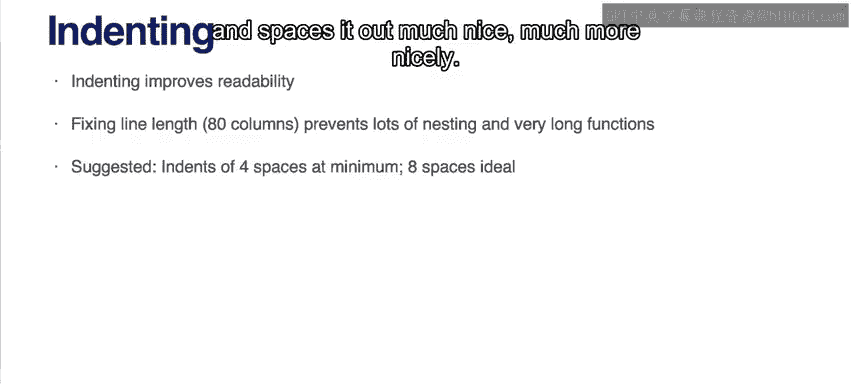 Indenting
and spaces it out much nice, much more
nicely.
· Indenting improves readability
· Fixing line length (80 columns) prevents lots of nesting and very long functions
· Suggested: Indents of 4 spaces at minimum; 8 spaces ideal